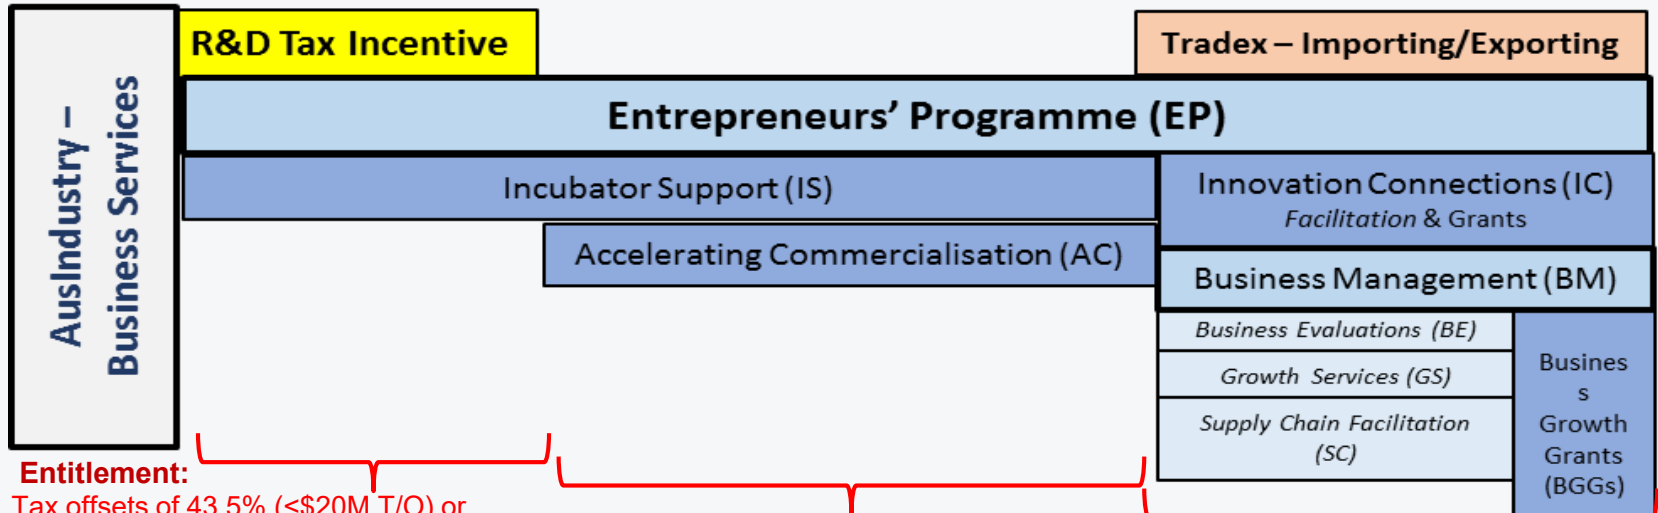 AusIndustry –
Business Services
R&D Tax Incentive
Tradex – Importing/Exporting
Entrepreneurs’ Programme (EP)
Incubator Support (IS)
Innovation Connections (IC)
Facilitation & Grants
Accelerating Commercialisation (AC)
Business Management (BM)
Business Evaluations (BE)
Growth Services (GS)
Supply Chain Facilitation
(SC)
Busines
s
Growth
Grants
(BGGs)
Entitlement:
Tax offsets of 43.5% (<$20M T/O) or